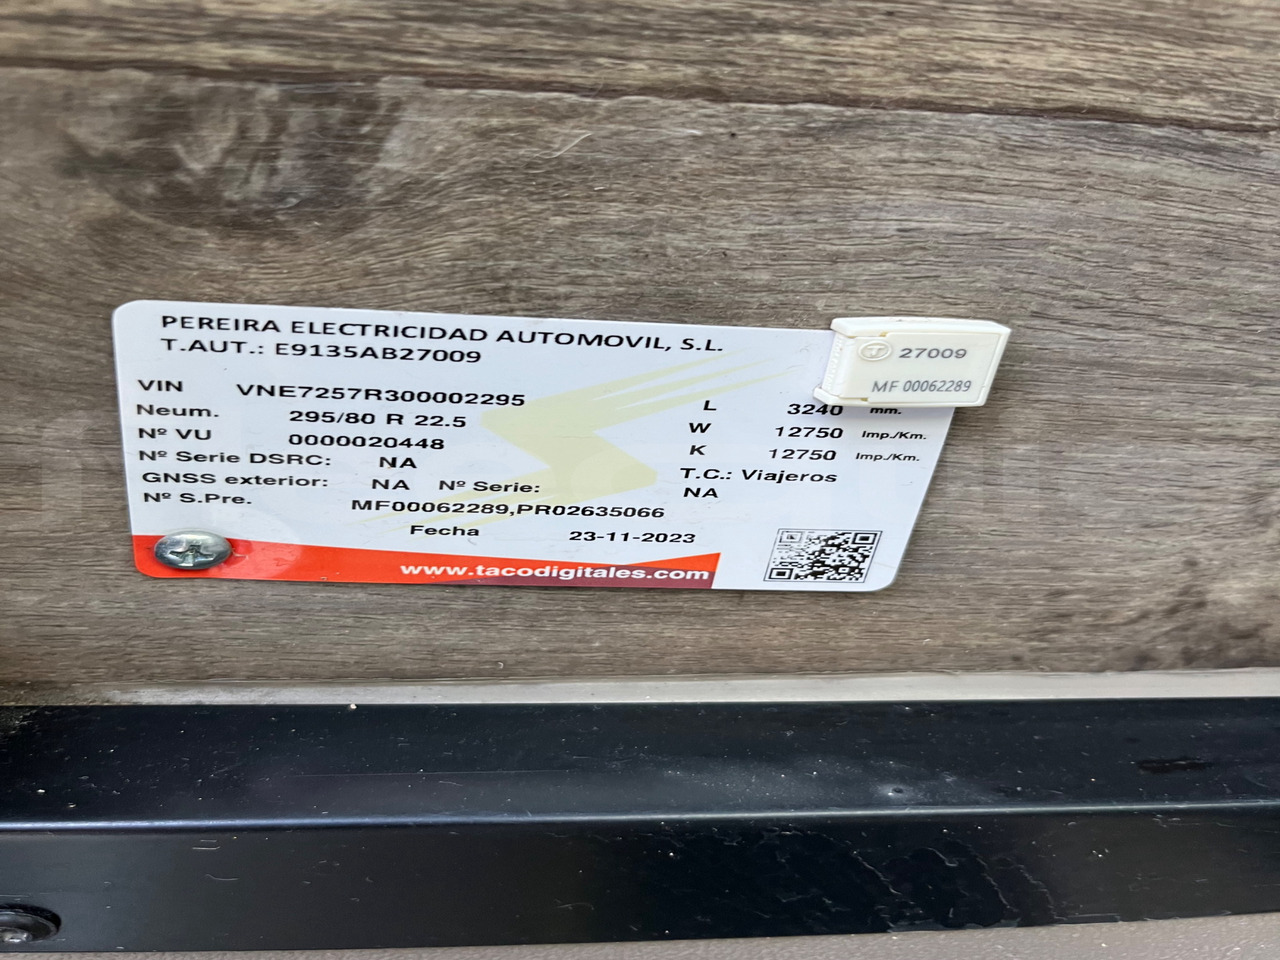 PEREIRA ELECTRICIDAD AUTOMOVIL, S.L.
T.AUT.: E9135AB27009
27009
MF 00062289
VIN VNE7257R300002295
Neum. 295/80 R 22.5
Nº VU 0000020448
Nº Serie DSRC: NA
GNSS exterior: NA Nº Serie: NA
Nº S.Pre. MF00062289,PR02635066
L 3240 mm.
W 12750 Imp./Km.
K 12750 Imp./Km.
T.C.: Viajeros
Fecha 23-11-2023
www.tacodigitales.com